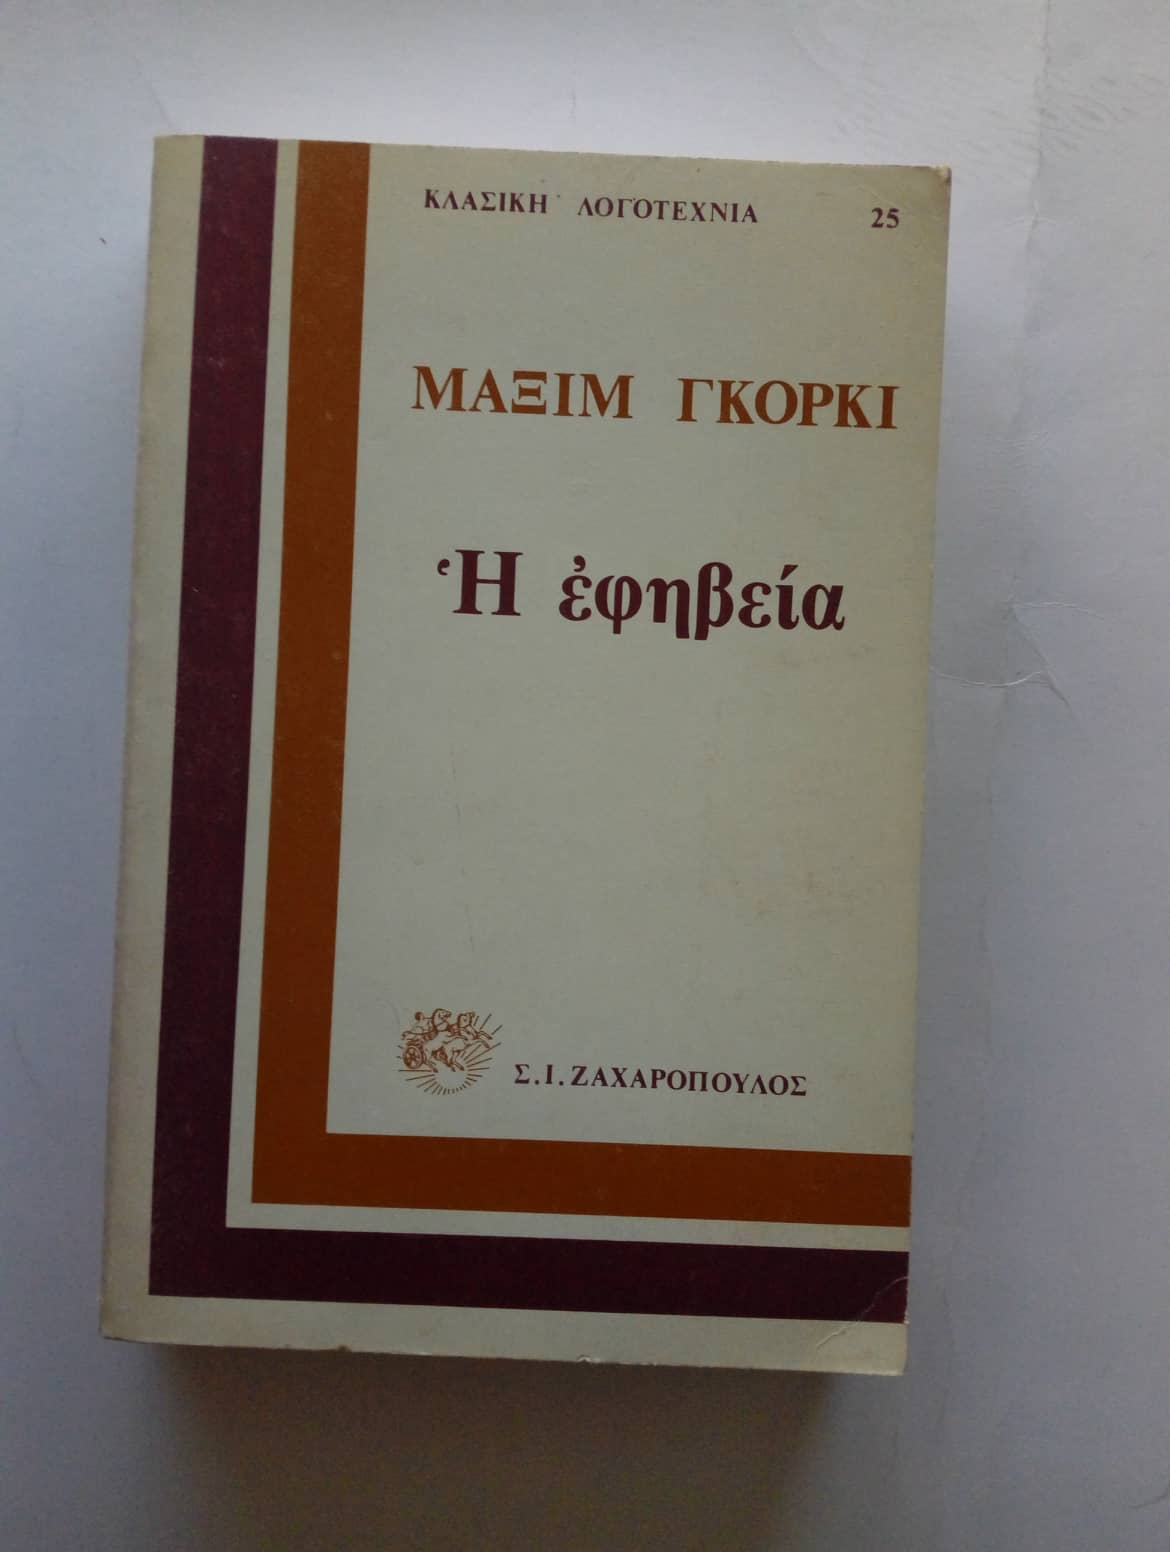 ΚΛΑΣΙΚΗ ΛΟΓΟΤΕΧΝΙΑ 25
ΜΑΞΙΜ ΓΚΟΡΚΙ
Ἡ ἐφηβεία
Σ.Ι.ΖΑΧΑΡΟΠΟΥΛΟΣ